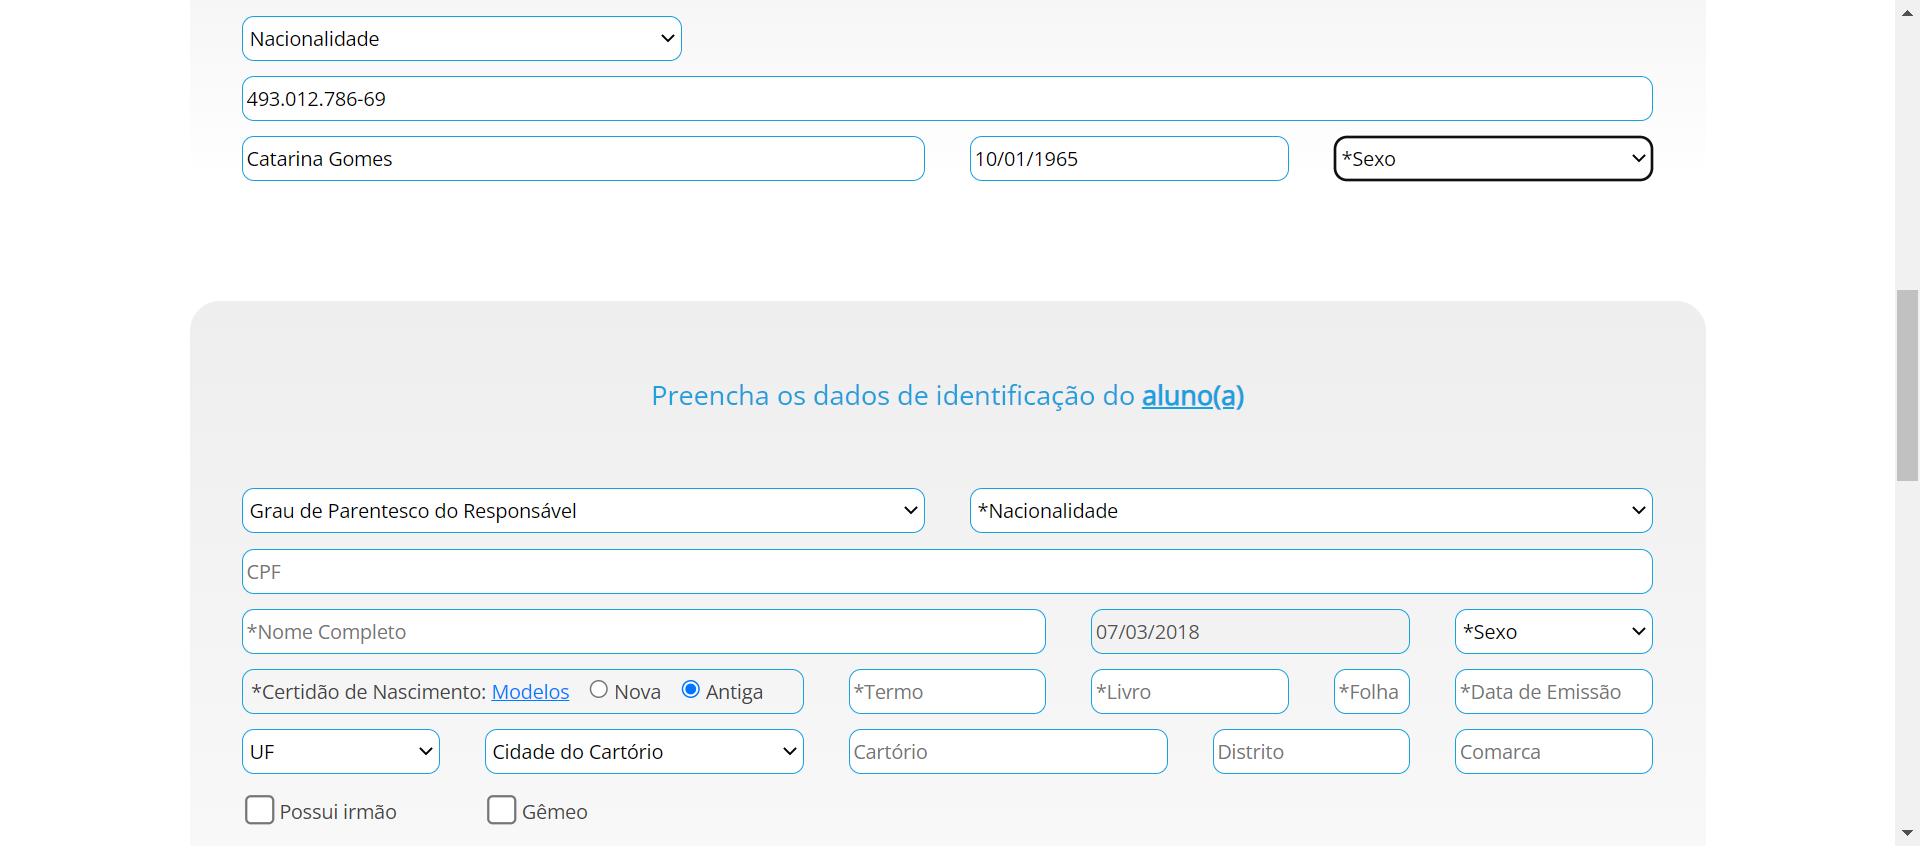 Nacionalidade
493.012.786-69
Catarina Gomes 10/01/1965 *Sexo
Preencha os dados de identificação do aluno(a)
Grau de Parentesco do Responsável *Nacionalidade
CPF
*Nome Completo 07/03/2018 *Sexo
*Certidão de Nascimento: Modelos Nova Antiga *Termo *Livro *Folha *Data de Emissão
UF Cidade do Cartório Cartório Distrito Comarca
Possui irmão Gêmeo